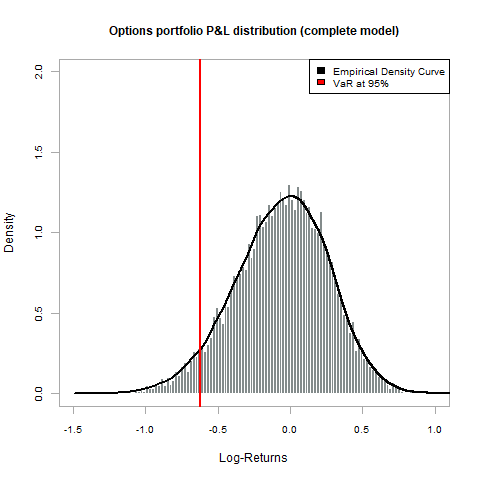 Options portfolio P&L distribution (complete model)
Empirical Density Curve
VaR at 95%
2.0
1.5
1.0
0.5
0.0
Density
-1.5 -1.0 -0.5 0.0 0.5 1.0
Log-Returns